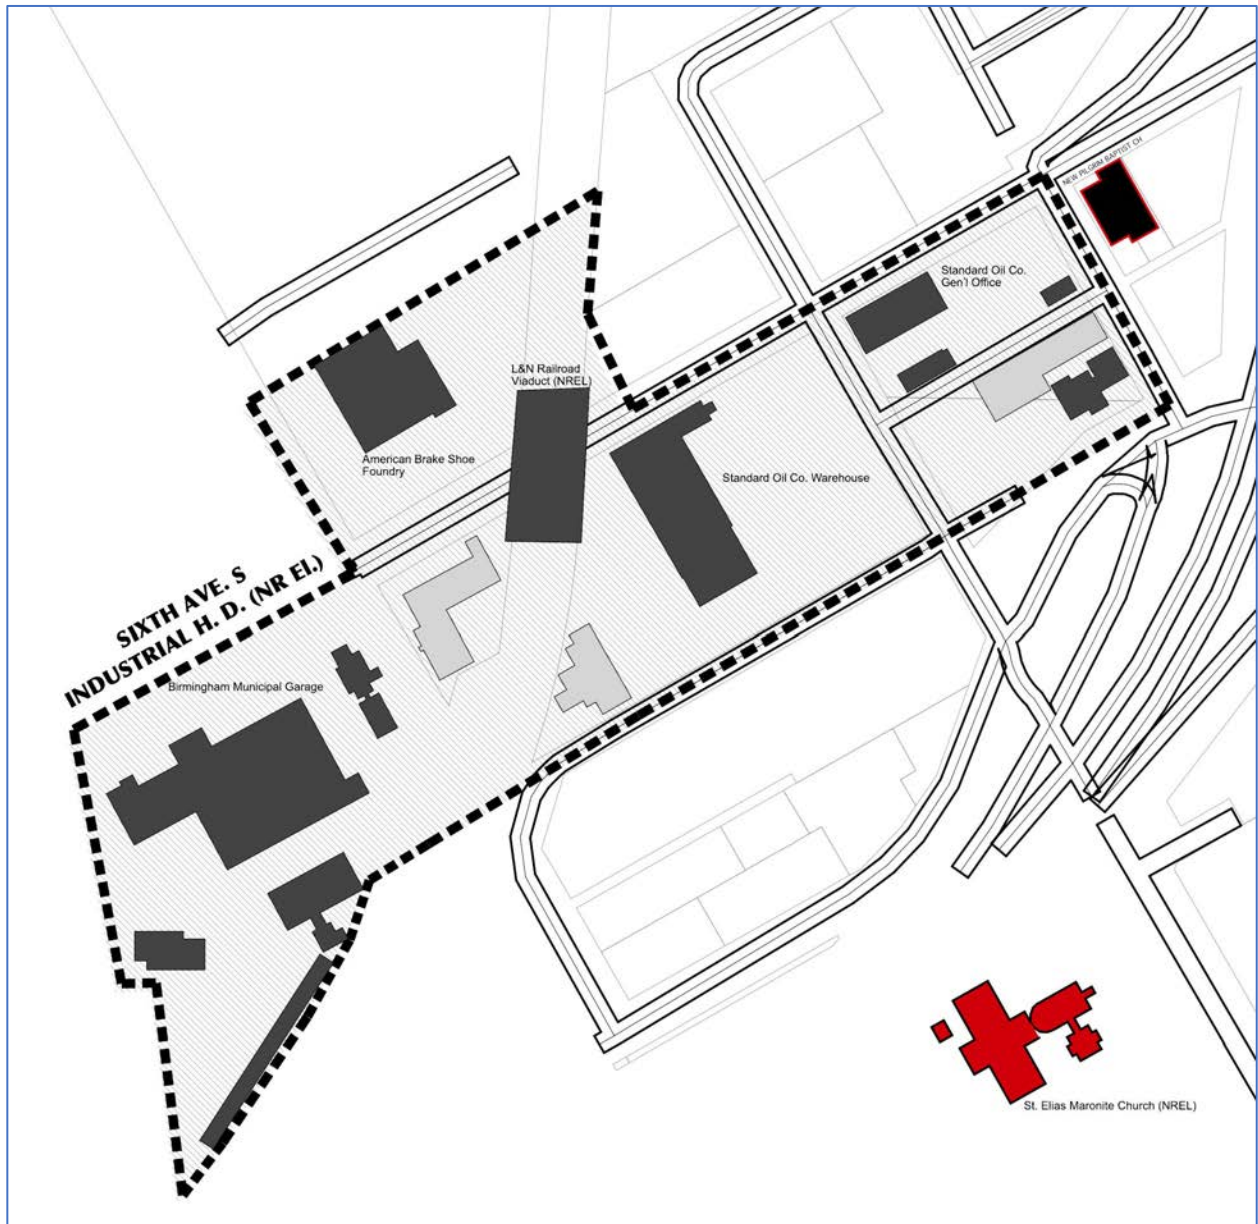 NEW PILGRIM BAPTIST CH
Standard Oil Co.
Gen'l Office
L&N Railroad
Viaduct (NREL)
American Brake Shoe
Foundry
Standard Oil Co. Warehouse
SIXTH AVE. S
INDUSTRIAL H. D. (NR El.)
Birmingham Municipal Garage
St. Elias Maronite Church (NREL)